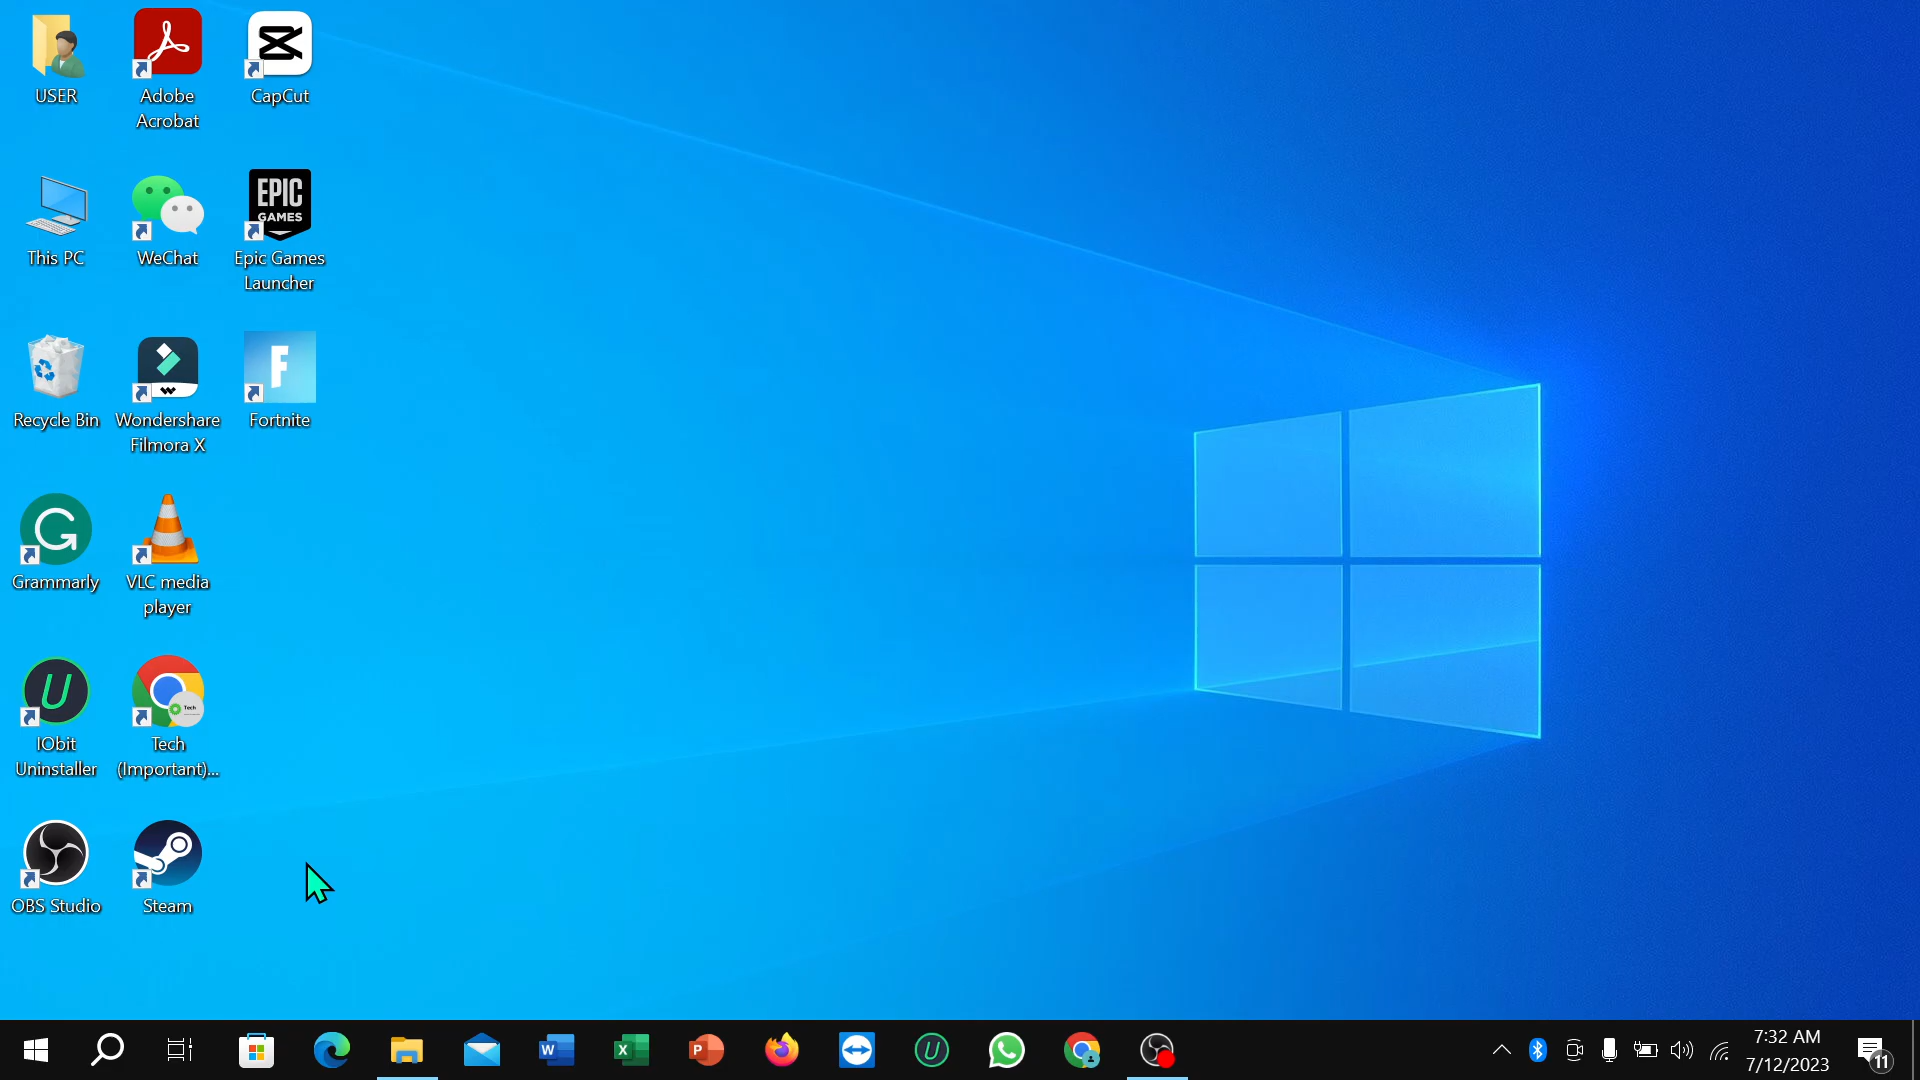 USER
Adobe
Acrobat
CapCut
This PC
WeChat
EPIC
GAMES
Epic Games
Launcher
Recycle Bin
Wondershare
Filmora X
F
Fortnite
G
Grammarly
VLC media
player
U
IObit
Uninstaller
Tech
Tech
(Important)...
OBS Studio
Steam
W
X
P
U
7:32 AM
7/12/2023
11